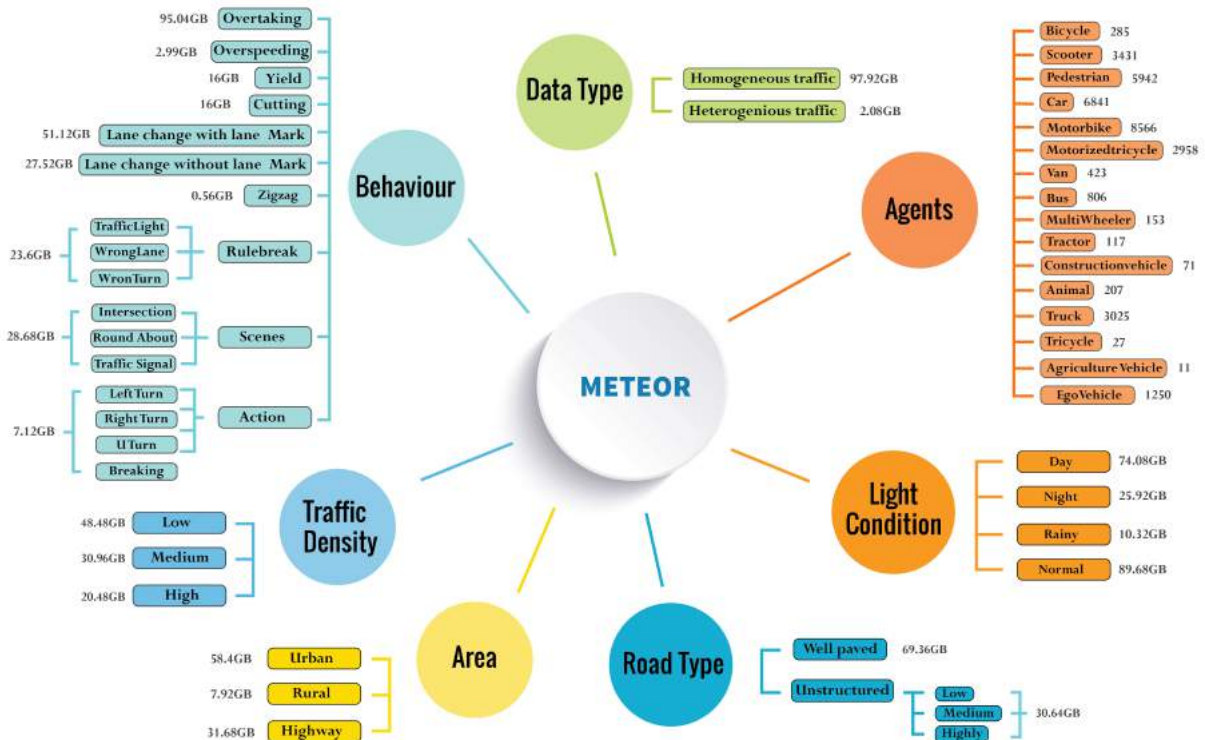 95.04GB Overtaking
2.99GB Overspeeding
16GB Yield
16GB Cutting
51.12GB Lane change with lane Mark
27.52GB Lane change without lane Mark
0.56GB Zigzag
TrafficLight
WrongLane
WronTurn
23.6GB
Rulebreak
Intersection
Round About
Traffic Signal
28.68GB
Scenes
LeftTurn
RightTurn
UTurn
Breaking
7.12GB
Action
Behaviour
Data Type
Homogeneous traffic 97.92GB
Heterogenious traffic 2.08GB
Agents
Bicycle 285
Scooter 3431
Pedestrian 5942
Car 6841
Motorbike 8566
Motorizedtricycle 2958
Van 423
Bus 806
MultiWheeler 153
Tractor 117
Constructionvehicle 71
Animal 207
Truck 3025
Tricycle 27
Agriculture Vehicle 11
EgoVehicle 1250
METEOR
Traffic
Density
48.48GB Low
30.96GB Medium
20.48GB High
Light
Condition
Day 74.08GB
Night 25.92GB
Rainy 10.32GB
Normal 89.68GB
Area
58.4GB Urban
7.92GB Rural
31.68GB Highway
Road Type
Well paved 69.36GB
Unstructured
Low
Medium
Highly
30.64GB